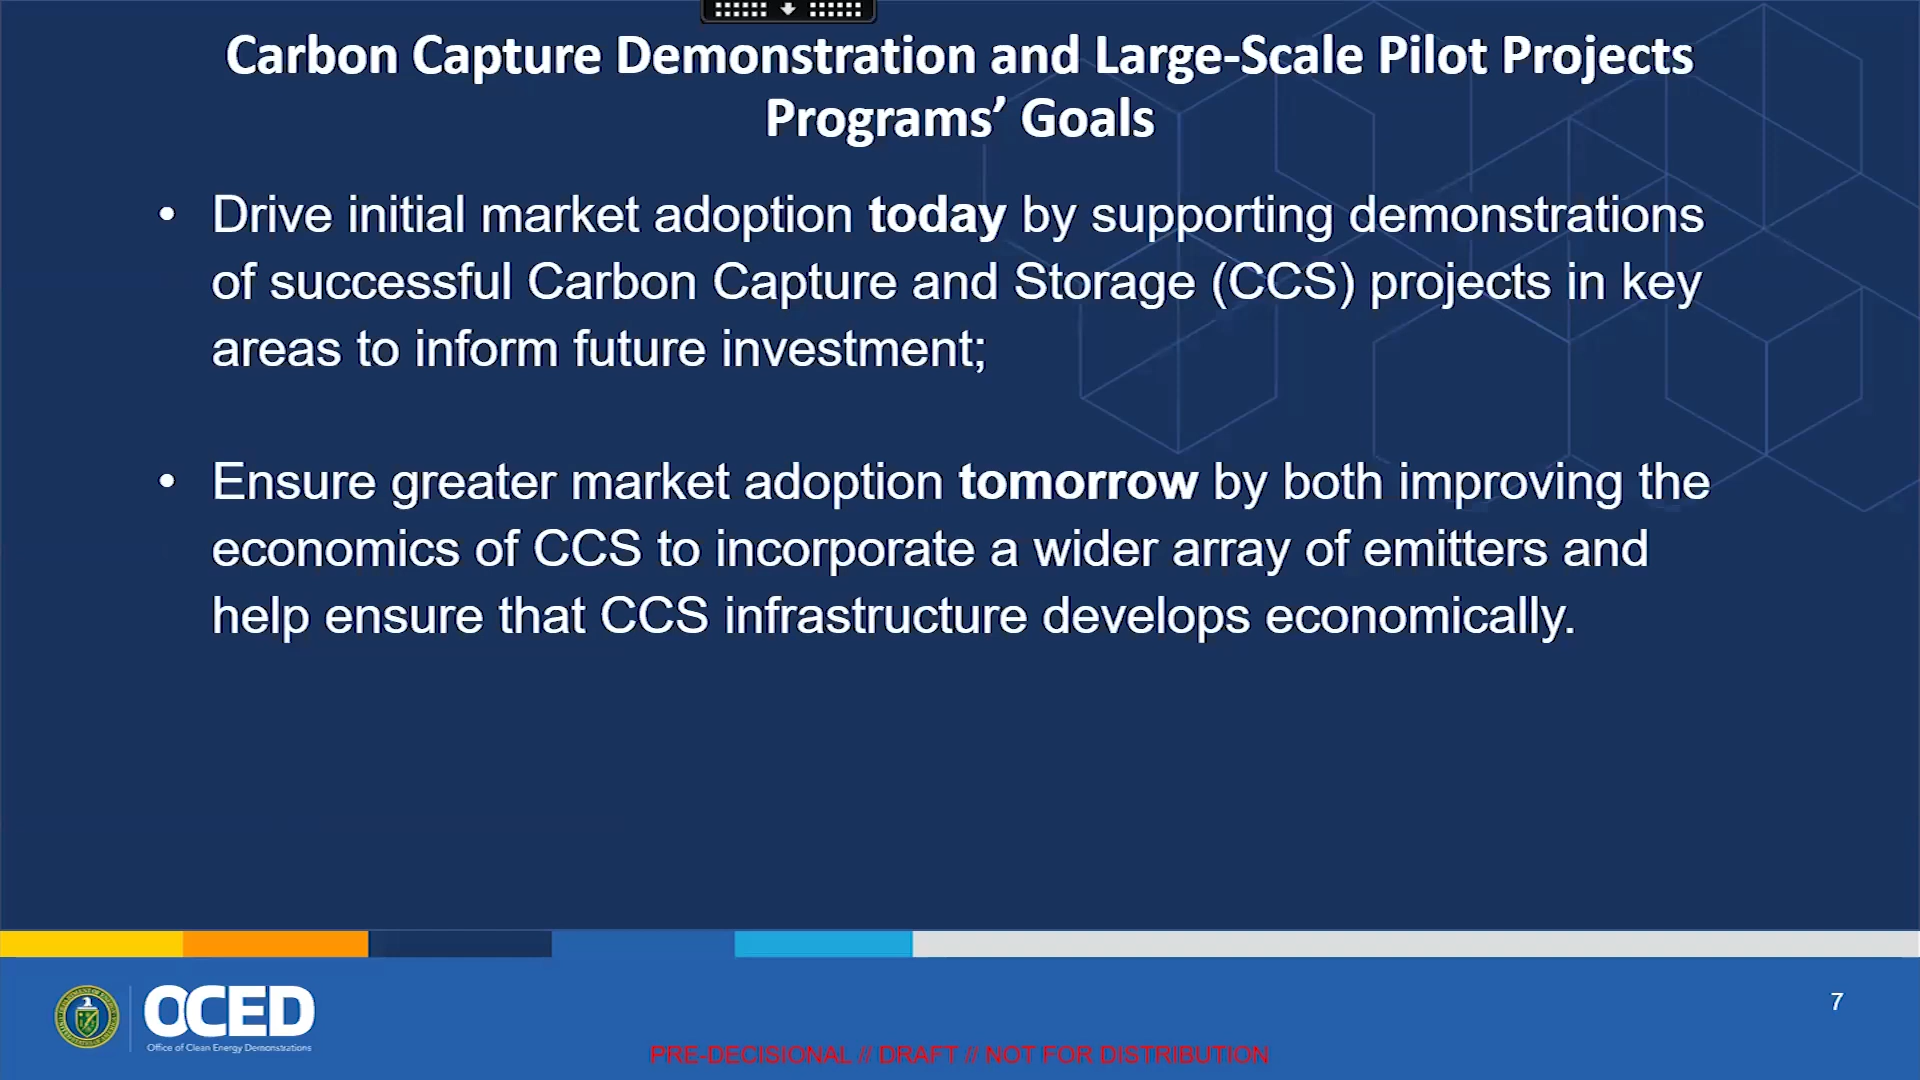 Carbon Capture Demonstration and Large-Scale Pilot Projects
Programs’ Goals
• Drive initial market adoption today by supporting demonstrations
of successful Carbon Capture and Storage (CCS) projects in key
areas to inform future investment;
• Ensure greater market adoption tomorrow by both improving the
economics of CCS to incorporate a wider array of emitters and
help ensure that CCS infrastructure develops economically.
OCED
Office of Clean Energy Demonstrations
7
PRE-DECISIONAL // DRAFT // NOT FOR DISTRIBUTION